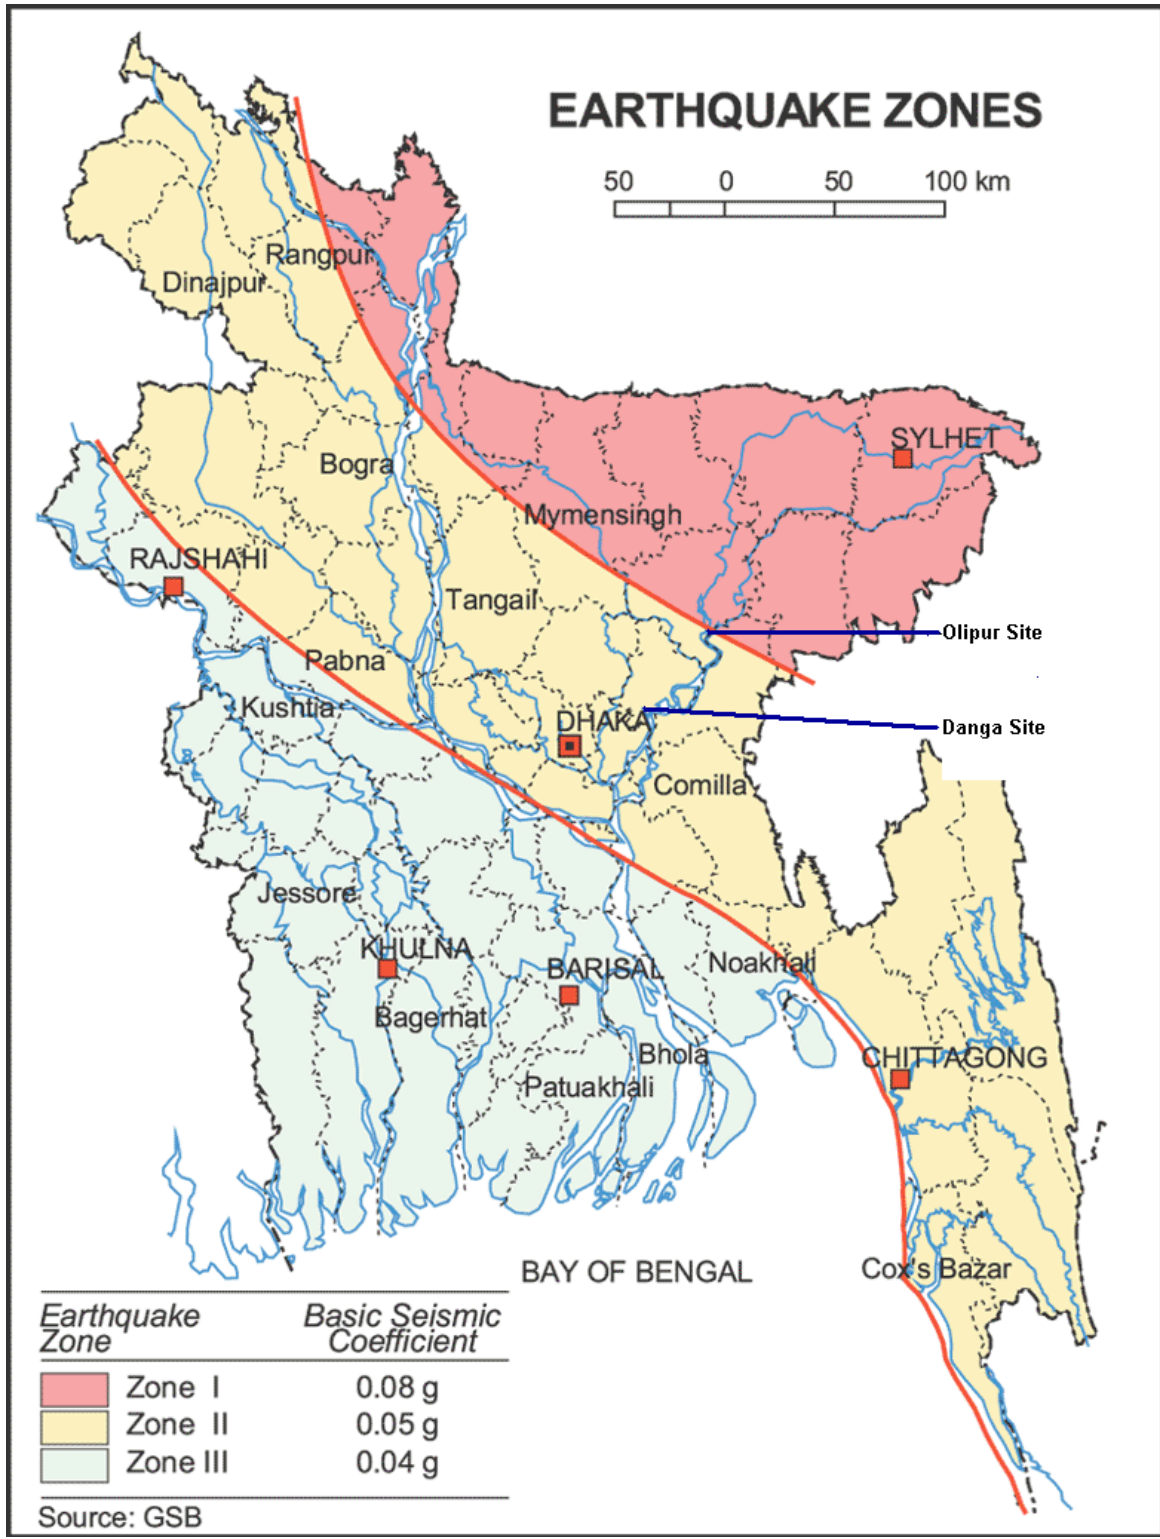 EARTHQUAKE ZONES
50 0 50 100 km
Rangpur
Dinajpur
SYLHET
Bogra
Mymensingh
RAJSHAHI
Tangail
Olipur Site
Pabna
Kushtia
DHAKA
Danga Site
Comilla
Jessore
KHULNA
BARISAL
Noakhali
Bagerhat
Bhola
CHITTAGONG
Patuakhali
BAY OF BENGAL
Cox's Bazar
Earthquake Zone
Basic Seismic Coefficient
Zone I 0.08 g
Zone II 0.05 g
Zone III 0.04 g
Source: GSB